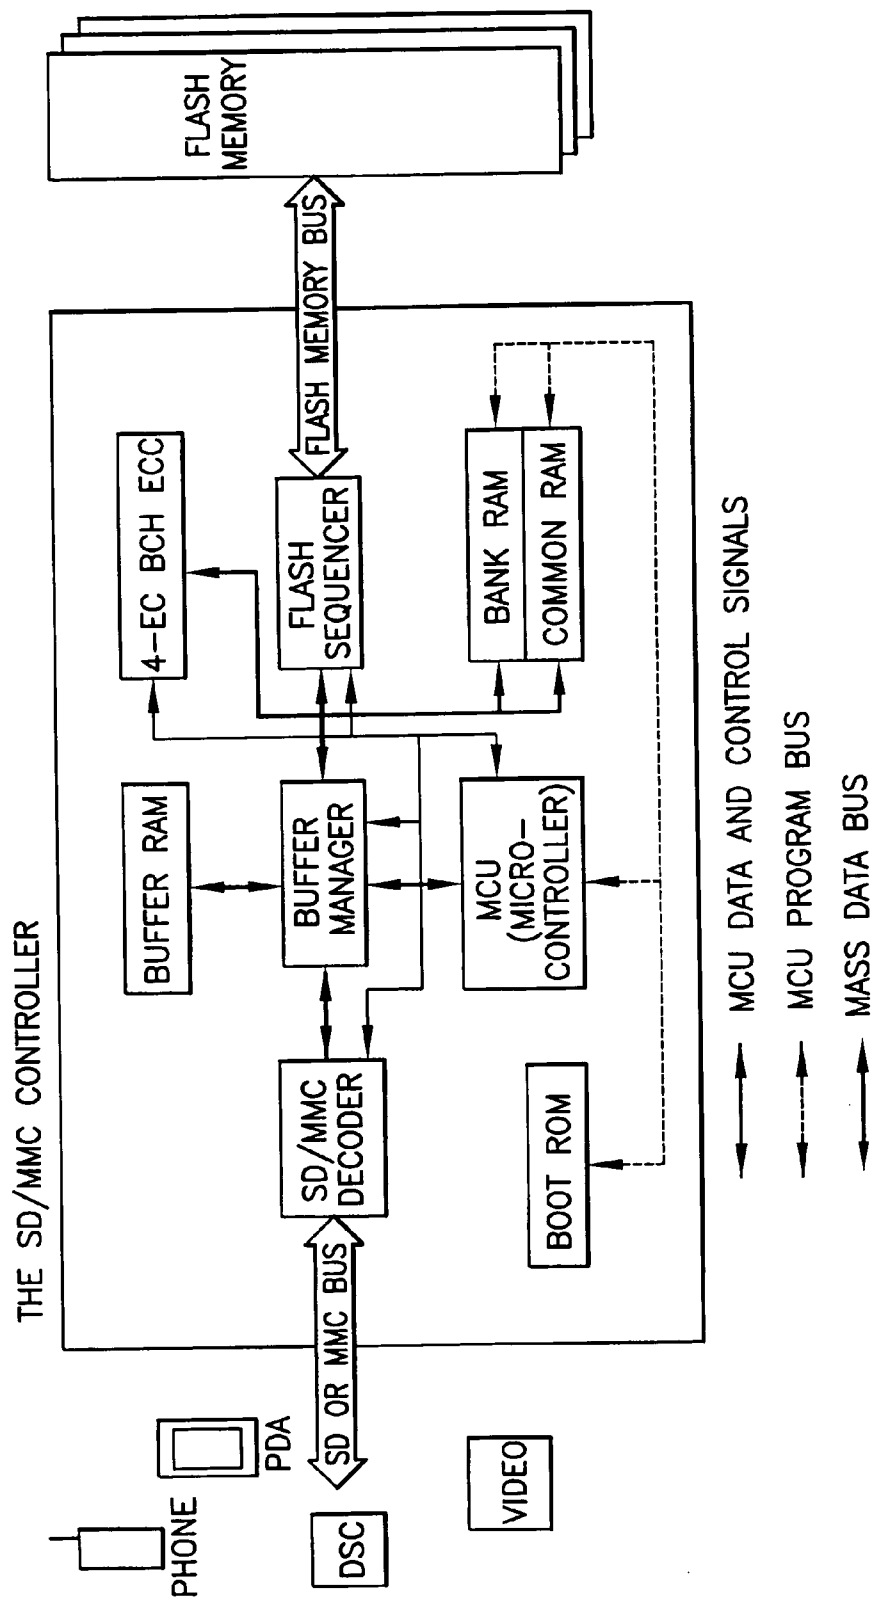 THE SD/MMC CONTROLLER
PHONE
PDA
DSC
VIDEO
SD OR MMC BUS
SD/MMC
DECODER
BOOT ROM
BUFFER RAM
BUFFER
MANAGER
MCU
(MICRO-
CONTROLLER)
4-EC BCH ECC
FLASH
SEQUENCER
BANK RAM
COMMON RAM
FLASH MEMORY BUS
FLASH
MEMORY
MCU DATA AND CONTROL SIGNALS
MCU PROGRAM BUS
MASS DATA BUS